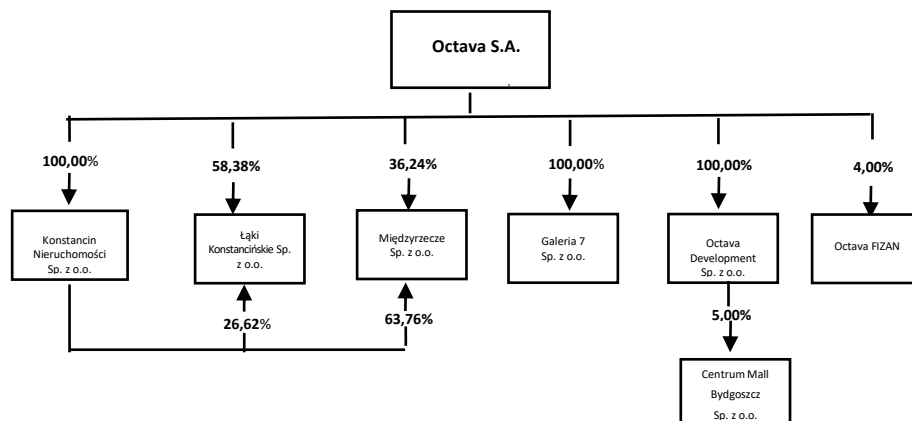 Octava S.A.
100,00%
58,38%
36,24%
100,00%
100,00%
4,00%
Konstancin
Nieruchomości
Sp. z o.o.
Łąki
Konstancińskie Sp.
z o.o.
Międzyrzecze
Sp. z o.o.
Galeria 7
Sp. z o.o.
Octava
Development
Sp. z o.o.
Octava FIZAN
26,62%
63,76%
5,00%
Centrum Mall
Bydgoszcz
Sp. z o.o.